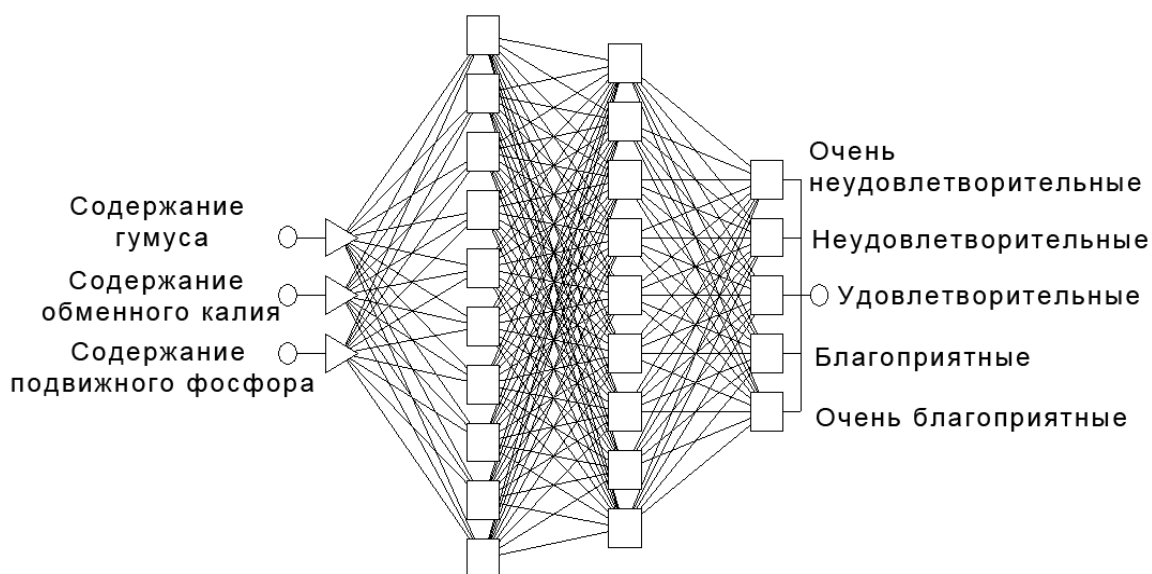 Содержание
гумуса
Содержание
обменного калия
Содержание
подвижного фосфора
Очень
неудовлетворительные
Неудовлетворительные
Удовлетворительные
Благоприятные
Очень благоприятные